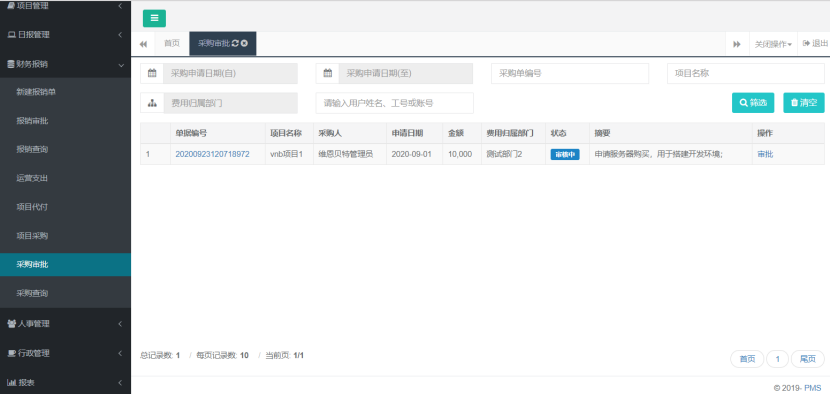 项目管理
日报管理
财务报销
新建报销单
报销审批
报销查询
运营支出
项目代付
项目采购
采购审批
采购查询
人事管理
行政管理
报表
首页 采购审批 关闭操作 退出
采购申请日期(自) 采购申请日期(至) 采购单编号 项目名称
费用归属部门 请输入用户姓名、工号或账号 筛选 清空
单据编号 项目名称 采购人 申请日期 金额 费用归属部门 状态 摘要 操作
1 20200923120718972 vnb项目1 维恩贝特管理员 2020-09-01 10,000 测试部门2 审核中 申请服务器购买，用于搭建开发环境; 审批
总记录数: 1 / 每页记录数: 10 / 当前页: 1/1 首页 1 尾页
© 2019- PMS